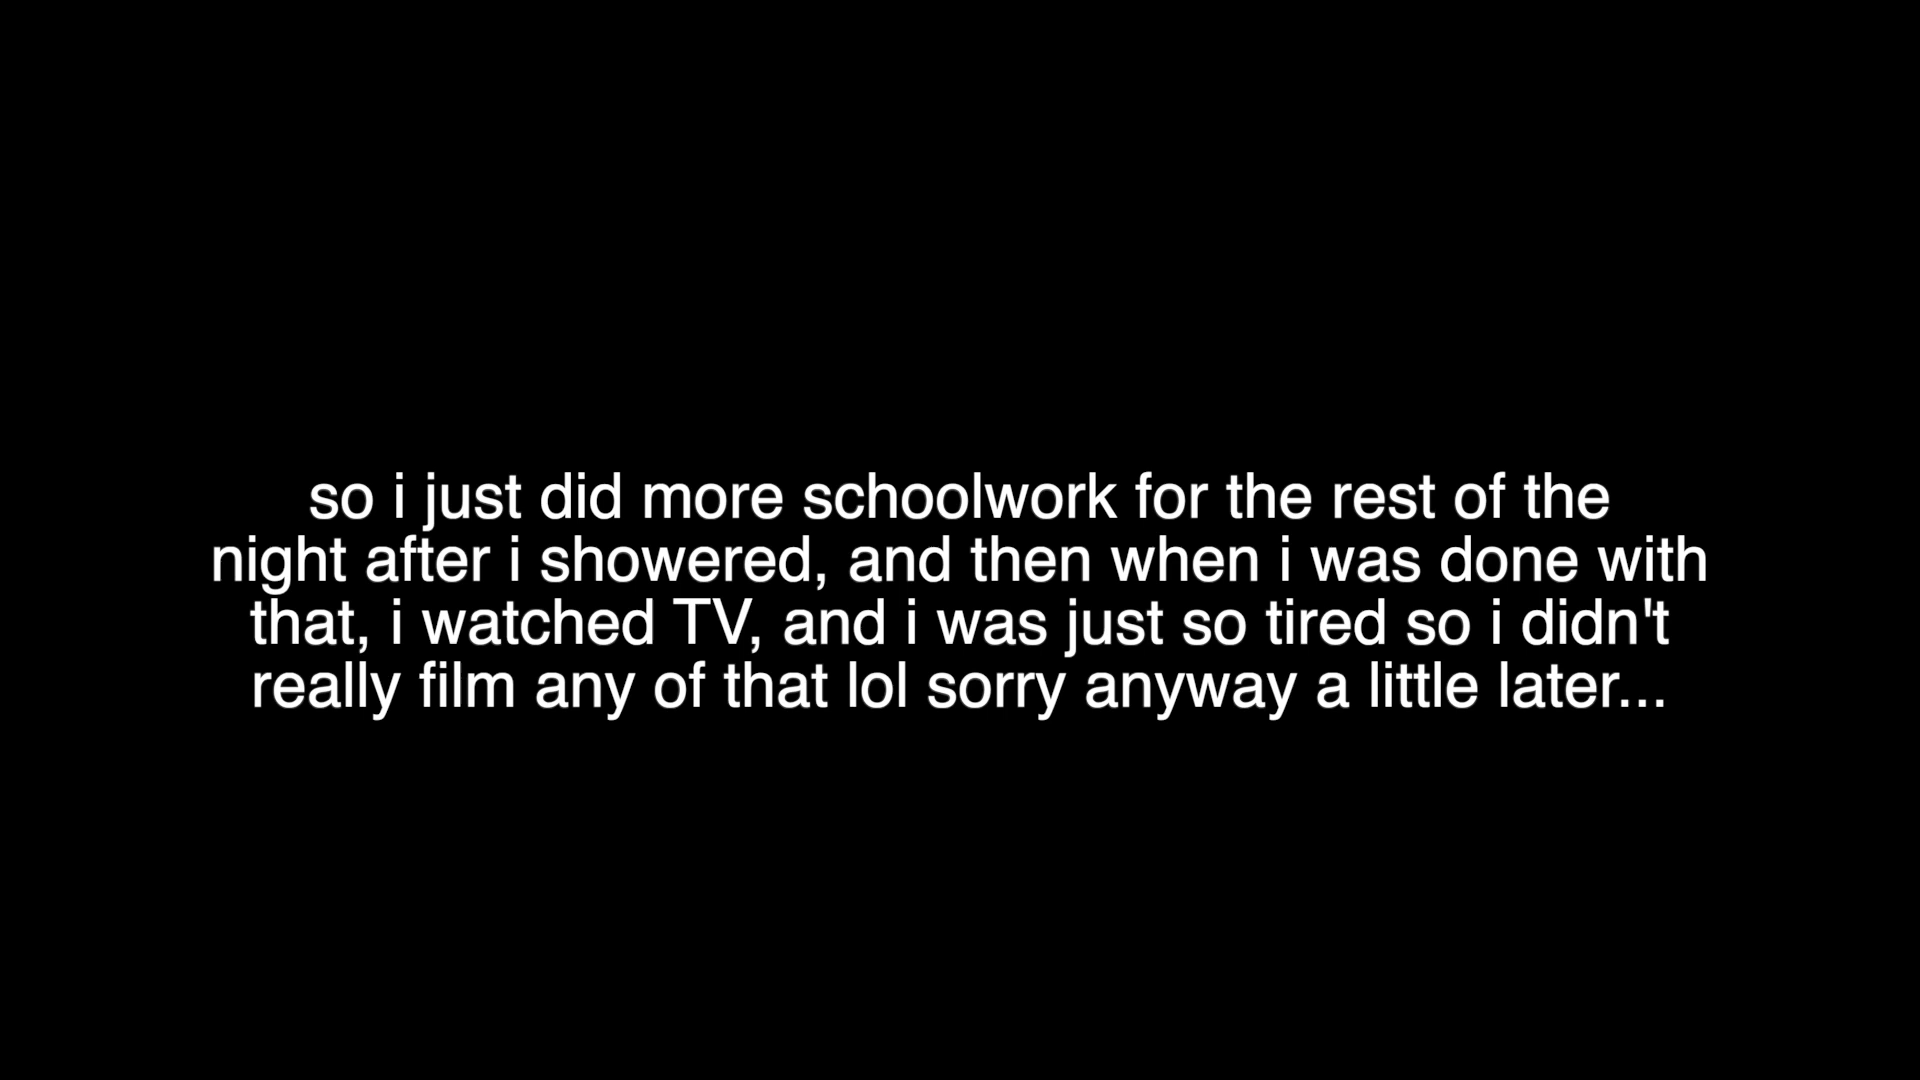 so i just did more schoolwork for the rest of the
night after i showered, and then when i was done with
that, i watched TV, and i was just so tired so i didn't
really film any of that lol sorry anyway a little later...